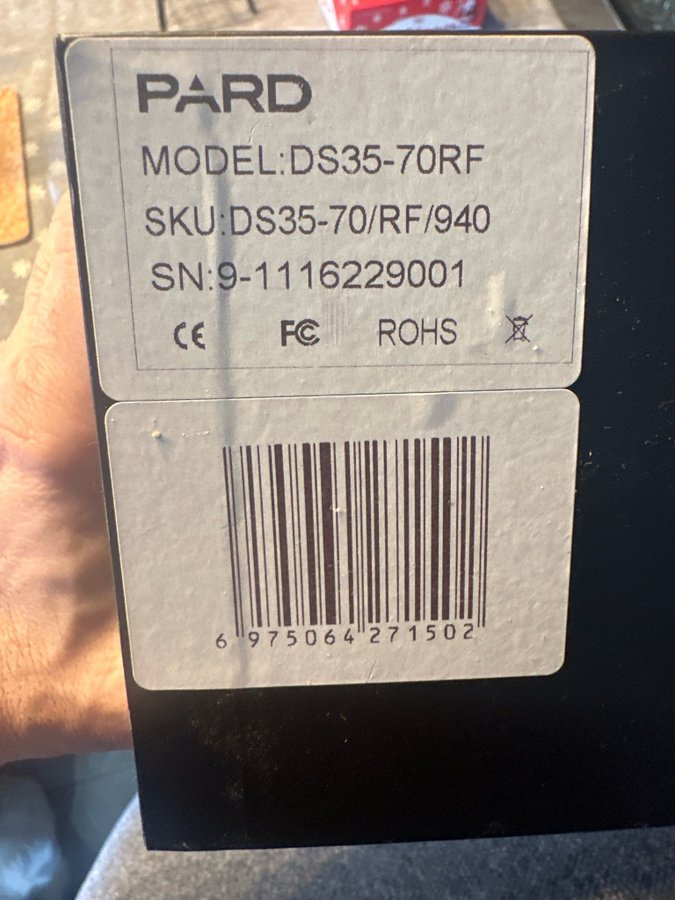 PARD
MODEL:DS35-70RF
SKU:DS35-70/RF/940
SN:9-1116229001
CE FC ROHS
6 975064 271502